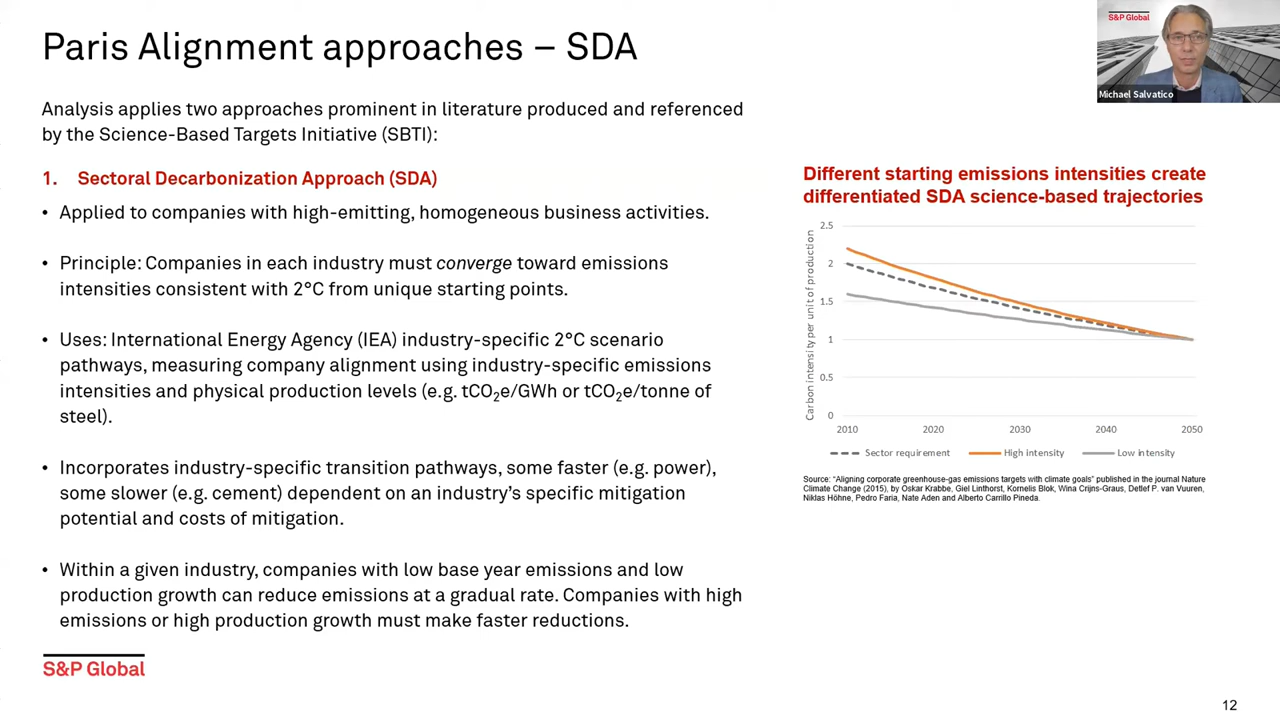 Paris Alignment approaches – SDA
S&P Global
Michael Salvatico
Analysis applies two approaches prominent in literature produced and referenced
by the Science-Based Targets Initiative (SBTI):
1. Sectoral Decarbonization Approach (SDA)
• Applied to companies with high-emitting, homogeneous business activities.
• Principle: Companies in each industry must converge toward emissions
intensities consistent with 2°C from unique starting points.
• Uses: International Energy Agency (IEA) industry-specific 2°C scenario
pathways, measuring company alignment using industry-specific emissions
intensities and physical production levels (e.g. tCO₂e/GWh or tCO₂e/tonne of
steel).
• Incorporates industry-specific transition pathways, some faster (e.g. power),
some slower (e.g. cement) dependent on an industry’s specific mitigation
potential and costs of mitigation.
• Within a given industry, companies with low base year emissions and low
production growth can reduce emissions at a gradual rate. Companies with high
emissions or high production growth must make faster reductions.
Different starting emissions intensities create
differentiated SDA science-based trajectories
Carbon intensity per unit of production
2.5
2
1.5
1
0.5
0
2010 2020 2030 2040 2050
Sector requirement High intensity Low intensity
Source: “Aligning corporate greenhouse-gas emissions targets with climate goals” published in the journal Nature
Climate Change (2015), by Oskar Krabbe, Giel Linthorst, Kornelis Blok, Wina Crijns-Graus, Detlef P. van Vuuren,
Niklas Höhne, Pedro Faria, Nate Aden and Alberto Carrillo Pineda.
S&P Global
12